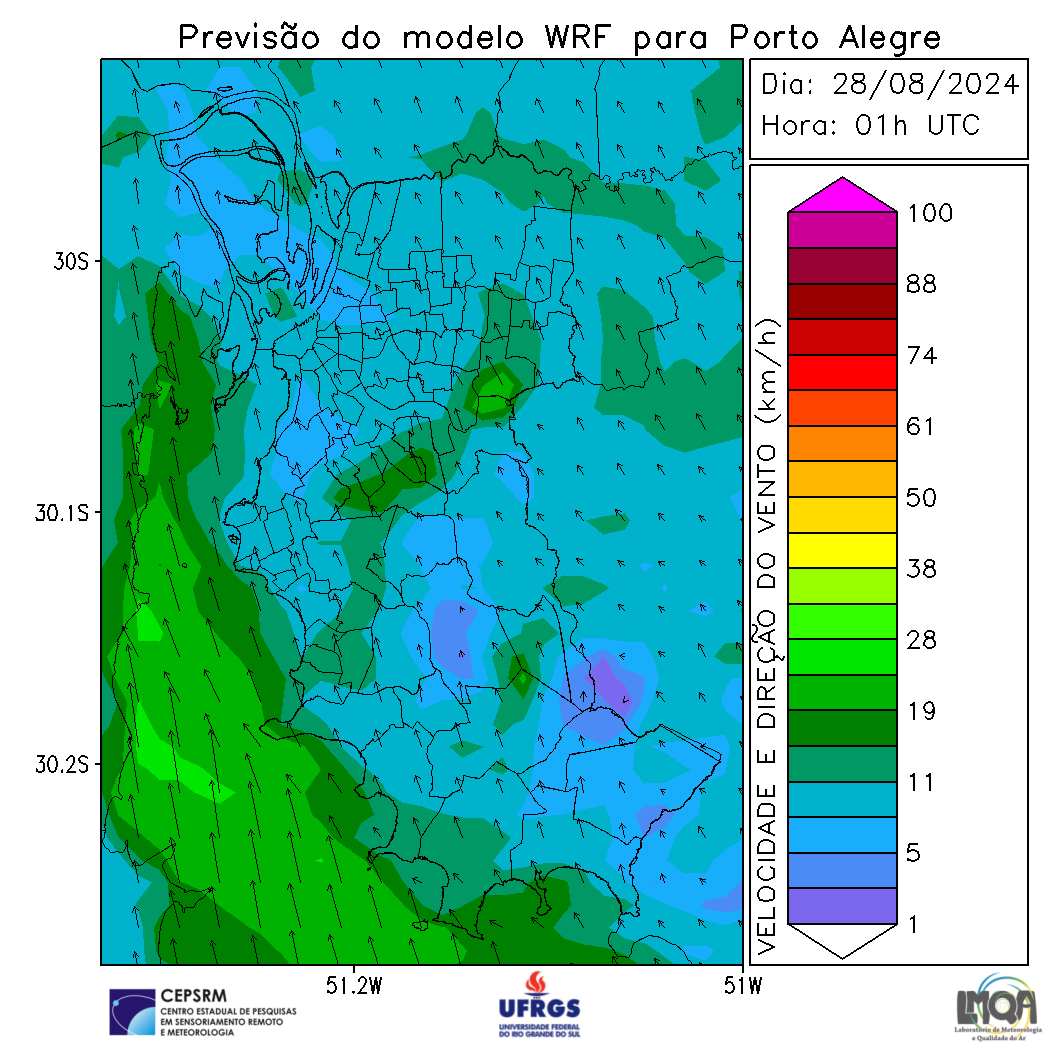 Previsão do modelo WRF para Porto Alegre
Dia: 28/08/2024
Hora: 01h UTC
30S
30.1S
30.2S
51.2W
51W
VELOCIDADE E DIREÇÃO DO VENTO (km/h)
100
88
74
61
50
38
28
19
11
5
1
CEPSRM
CENTRO ESTADUAL DE PESQUISAS
EM SENSORIAMENTO REMOTO
E METEOROLOGIA
UFRGS
UNIVERSIDADE FEDERAL
DO RIO GRANDE DO SUL
LMQA
Laboratório de Meteorologia
e Qualidade do Ar